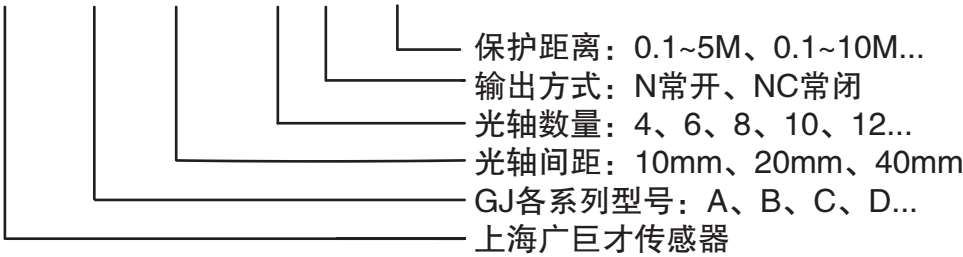 保护距离：0.1~5M、0.1~10M...
输出方式：N常开、NC常闭
光轴数量：4、6、8、10、12...
光轴间距：10mm、20mm、40mm
GJ各系列型号：A、B、C、D...
上海广巨才传感器